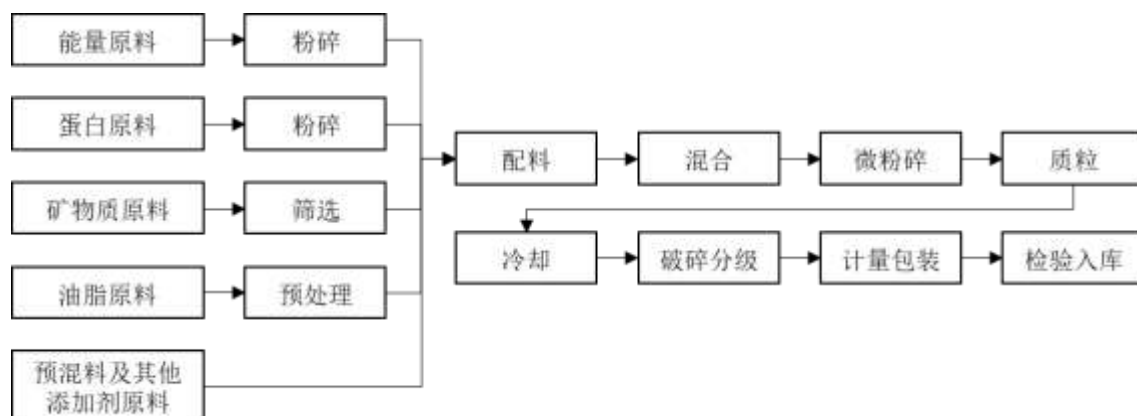 能量原料
粉碎
蛋白原料
粉碎
矿物质原料
筛选
油脂原料
预处理
预混料及其他
添加剂原料
配料
混合
微粉碎
质粒
冷却
破碎分级
计量包装
检验入库